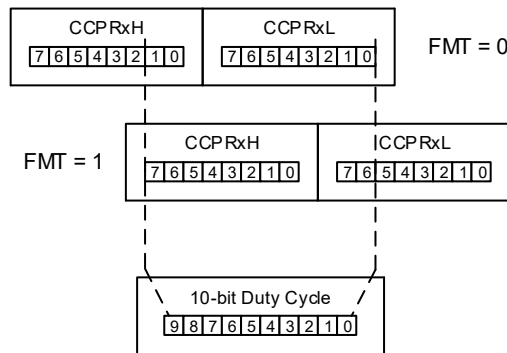 CCPRxH CCPRxL FMT = 0
7 6 5 4 3 2 1 0 7 6 5 4 3 2 1 0
CCPRxH CCPRxL
FMT = 1
7 6 5 4 3 2 1 0 7 6 5 4 3 2 1 0
10-bit Duty Cycle
9 8 7 6 5 4 3 2 1 0